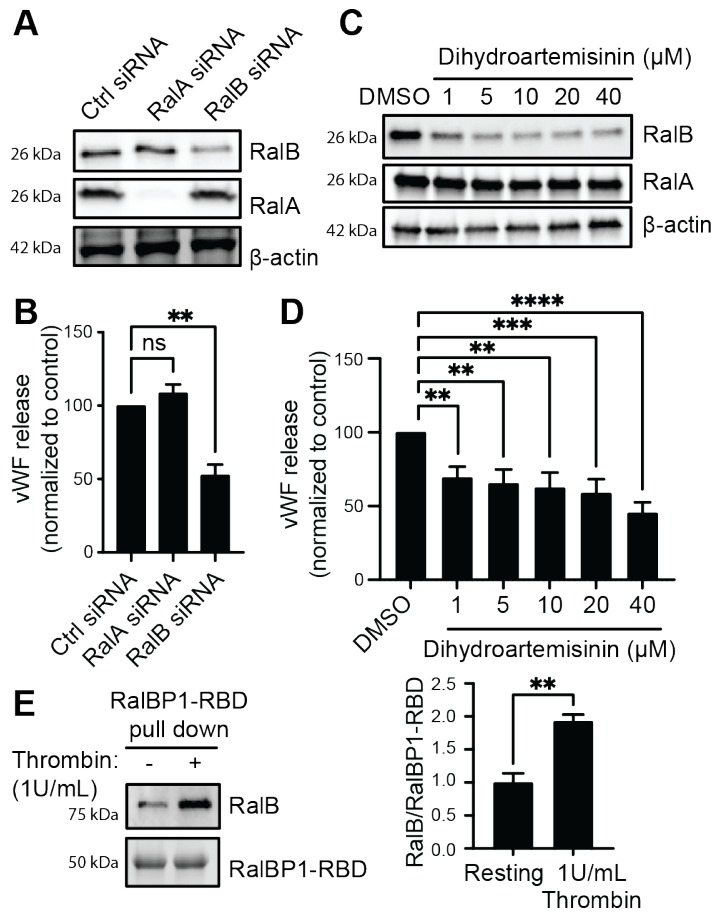 A
Ctrl siRNA
RalA siRNA
RalB siRNA
26 kDa
RalB
26 kDa
RalA
42 kDa
β-actin
C
Dihydroartemisinin (μM)
DMSO 1 5 10 20 40
26 kDa
RalB
26 kDa
RalA
42 kDa
β-actin
B
vWF release
(normalized to control)
150
100
50
0
ns
**
Ctrl siRNA
RalA siRNA
RalB siRNA
D
vWF release
(normalized to control)
150
100
50
0
****
***
**
**
**
DMSO
1 5 10 20 40
Dihydroartemisinin (μM)
E
RalBP1-RBD
pull down
Thrombin: - +
(1U/mL)
75 kDa
RalB
50 kDa
RalBP1-RBD
RalB/RalBP1-RBD
2.5
2.0
1.5
1.0
0.5
0.0
**
Resting
1U/mL
Thrombin